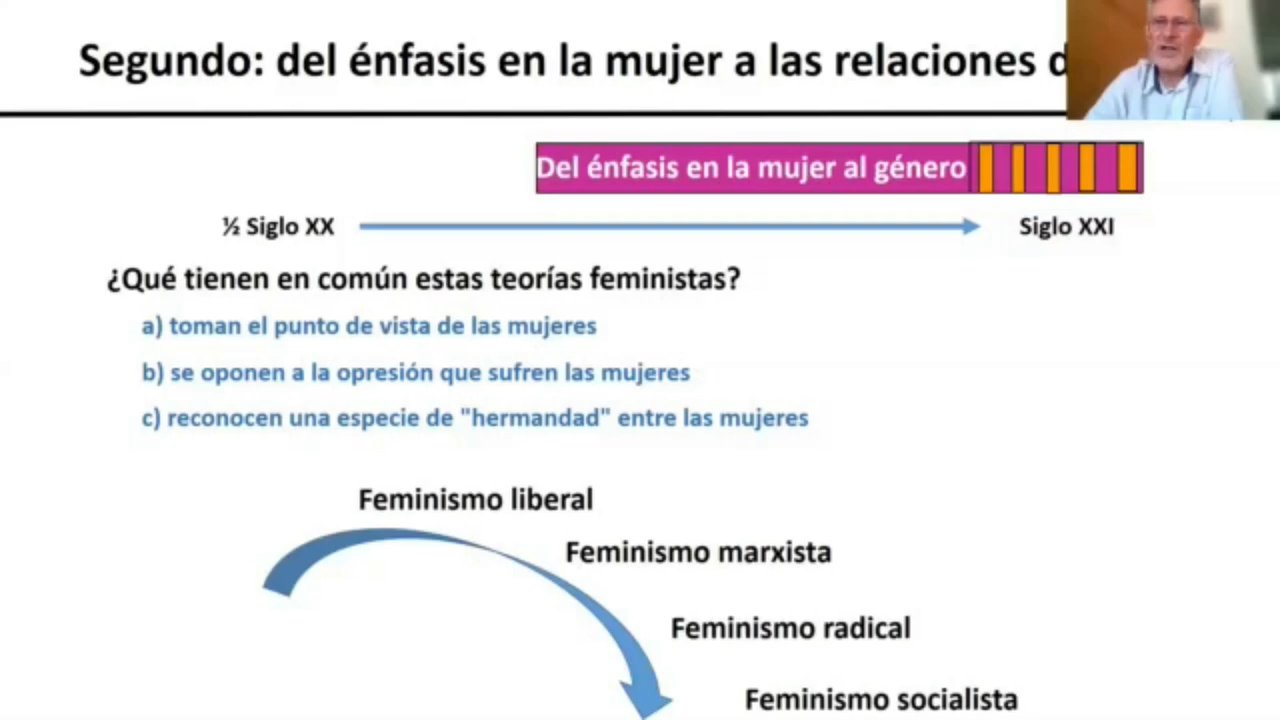 Segundo: del énfasis en la mujer a las relaciones
Del énfasis en la mujer al género
½ Siglo XX
Siglo XXI
¿Qué tienen en común estas teorías feministas?
a) toman el punto de vista de las mujeres
b) se oponen a la opresión que sufren las mujeres
c) reconocen una especie de "hermandad" entre las mujeres
Feminismo liberal
Feminismo marxista
Feminismo radical
Feminismo socialista